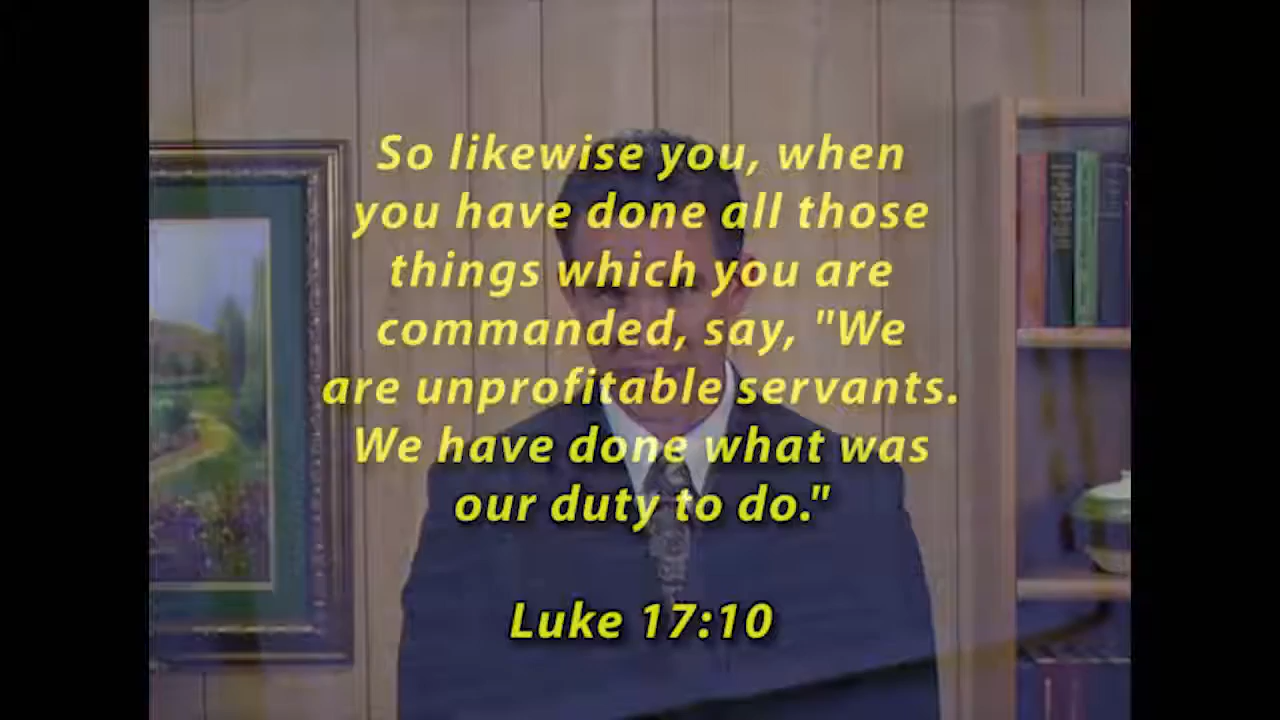 So likewise you, when
you have done all those
things which you are
commanded, say, "We
are unprofitable servants.
We have done what was
our duty to do."
Luke 17:10